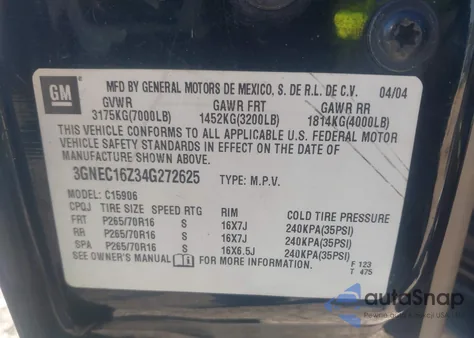 GM
MFD BY GENERAL MOTORS DE MEXICO, S. DE R.L. DE C.V. 04/04
GVWR GAWR FRT GAWR RR
3175KG(7000LB) 1452KG(3200LB) 1814KG(4000LB)
THIS VEHICLE CONFORMS TO ALL APPLICABLE U.S. FEDERAL MOTOR
VEHICLE SAFETY STANDARDS IN EFFECT ON THE DATE OF
MANUFACTURE SHOWN ABOVE.
3GNEC16Z34G272625 TYPE: M.P.V.
MODEL: C15906
CPQJ TIRE SIZE SPEED RTG RIM COLD TIRE PRESSURE
FRT P265/70R16 S 16X7J 240KPA(35PSI)
RR P265/70R16 S 16X7J 240KPA(35PSI)
SPA P265/70R16 S 16X6.5J 240KPA(35PSI)
SEE OWNER'S MANUAL FOR MORE INFORMATION
F 123
T 475
autoSnap